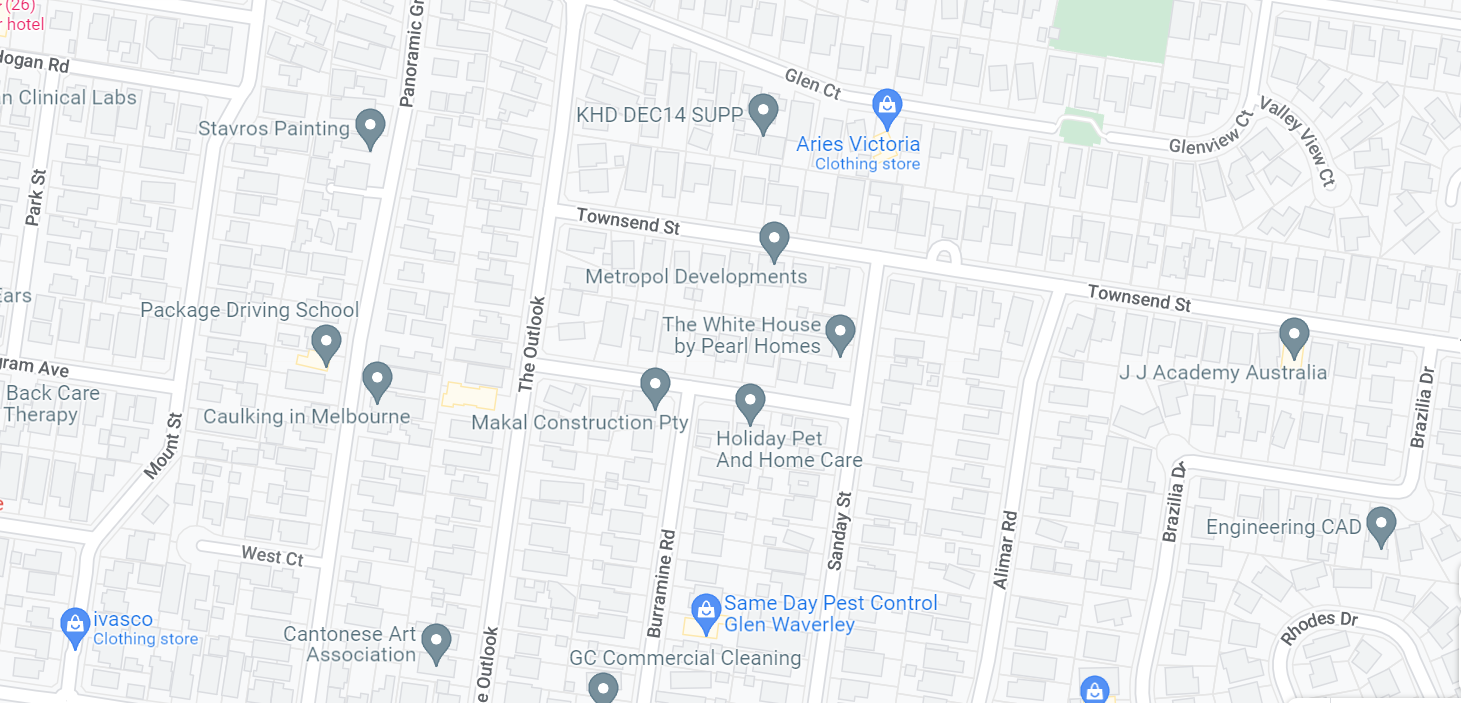 (26)
hotel
Hogan Rd
Clinical Labs
Panoramic Gr
Stavros Painting
Park St
Glen Ct
KHD DEC14 SUPP
Aries Victoria
Clothing store
Glenview Ct
Valley View Ct
Townsend St
Metropol Developments
Townsend St
Package Driving School
The Outlook
The White House
by Pearl Homes
J J Academy Australia
Back Care
Therapy
Ave
Caulking in Melbourne
Makal Construction Pty
Holiday Pet
And Home Care
Mount St
Brazilia Dr
Brazilia Dr
Sanday St
Alimar Rd
Engineering CAD
West Ct
Burramine Rd
ivasco
Clothing store
Same Day Pest Control
Glen Waverley
Cantonese Art
Association
GC Commercial Cleaning
Rhodes Dr
e Outlook